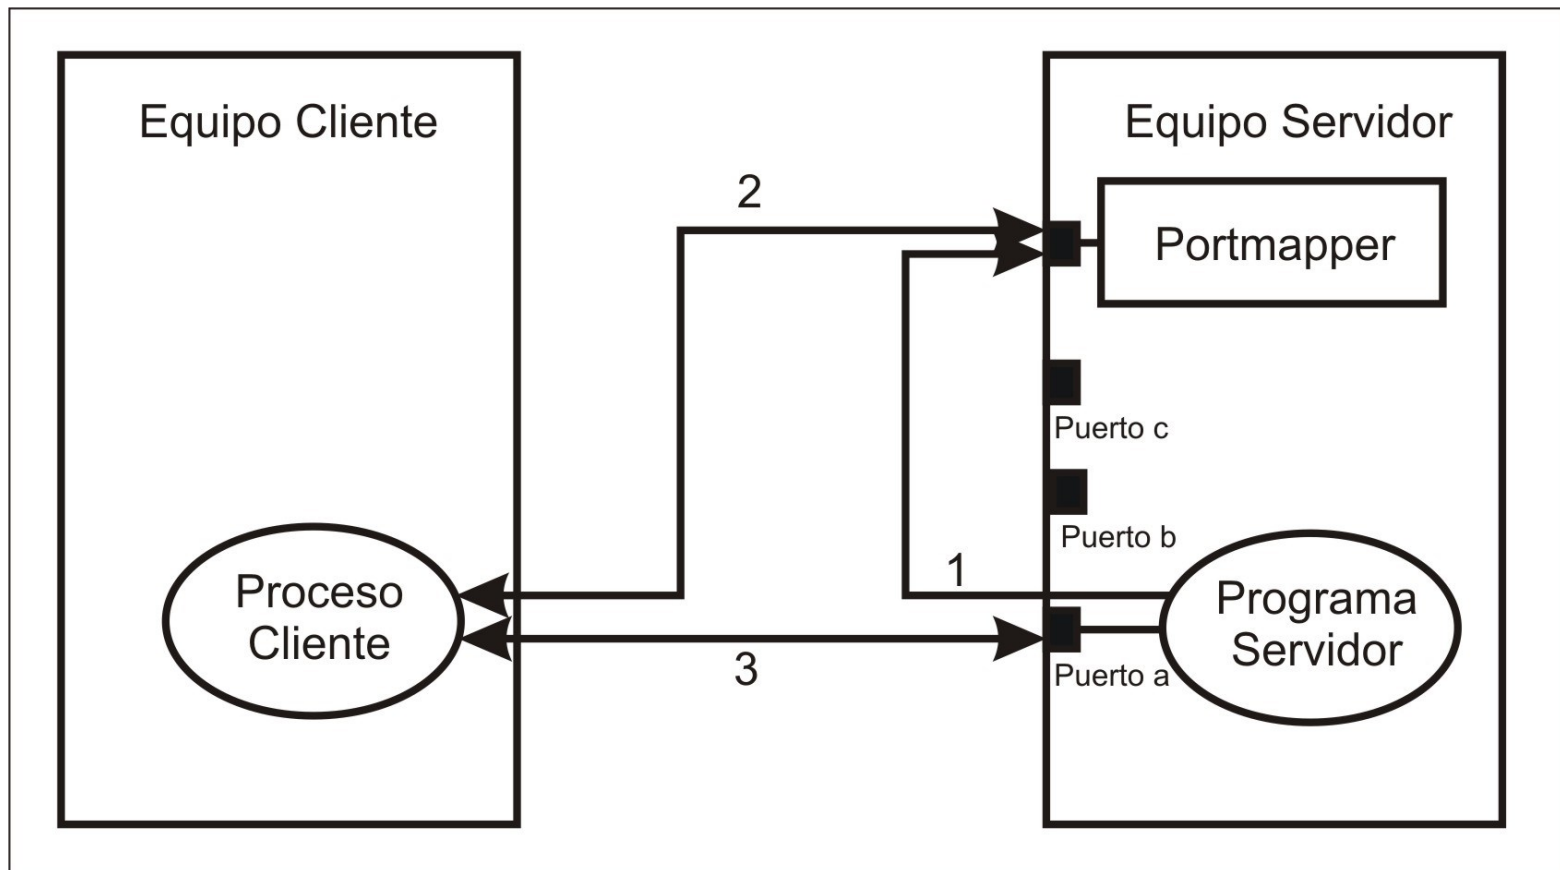 Equipo Cliente
Equipo Servidor
2
Portmapper
Puerto c
Puerto b
1
Proceso
Cliente
Programa
Servidor
3
Puerto a